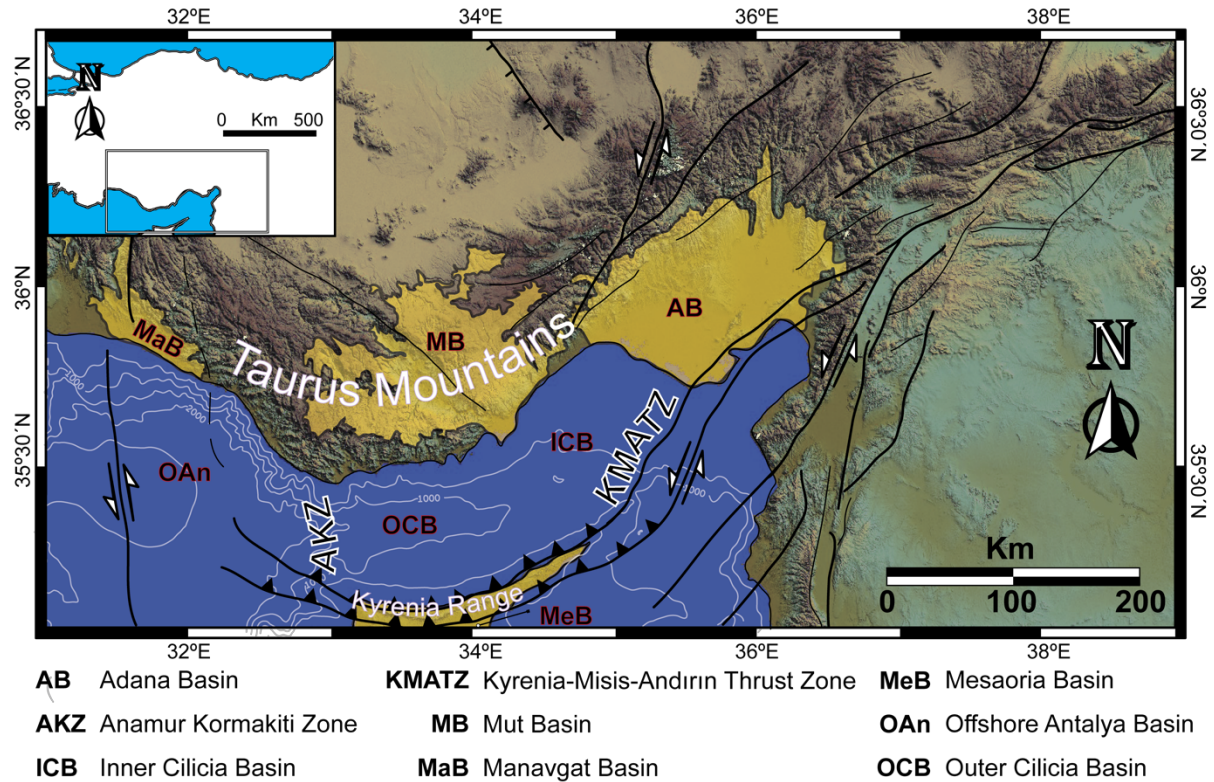 32ºE 34ºE 36ºE 38ºE
36º30´N
36º30´N
N
0 Km 500
36ºN
36ºN
AB
MaB
MB
Taurus Mountains
N
ICB
KMATZ
35º30´N
35º30´N
1000
2000
OAn
1000
1000
AKZ
OCB
Km
0 100 200
Kyrenia Range
MeB
32ºE 34ºE 36ºE 38ºE
AB Adana Basin KMATZ Kyrenia-Misis-Andırın Thrust Zone MeB Mesaoria Basin
AKZ Anamur Kormakiti Zone MB Mut Basin OAn Offshore Antalya Basin
ICB Inner Cilicia Basin MaB Manavgat Basin OCB Outer Cilicia Basin